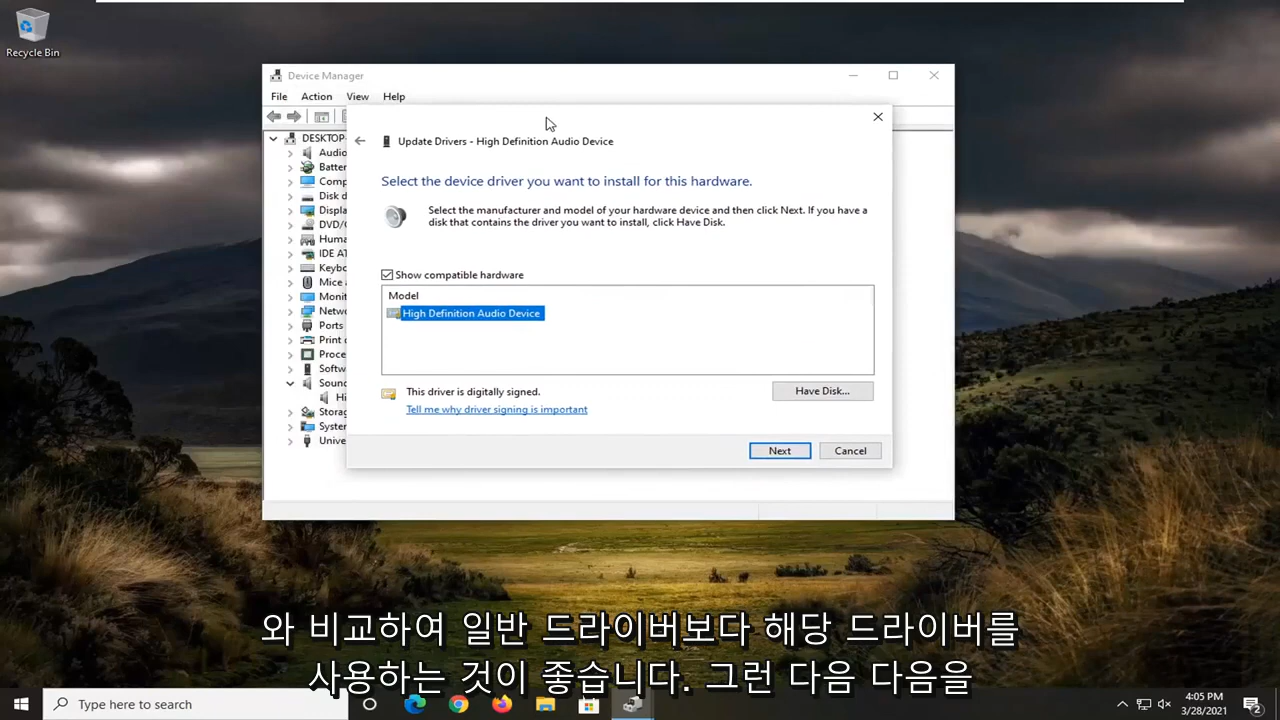 Recycle Bin
Device Manager
File Action View Help
DESKTOP-
Audio
Batter
Comp
Disk d
Displa
DVD/
Huma
IDE AT
Keybo
Mice a
Monit
Netwo
Ports
Print
Proce
Softw
Sound
Hi
Storag
System
Unive
Update Drivers - High Definition Audio Device
Select the device driver you want to install for this hardware.
Select the manufacturer and model of your hardware device and then click Next. If you have a
disk that contains the driver you want to install, click Have Disk.
Show compatible hardware
Model
High Definition Audio Device
This driver is digitally signed.
Have Disk...
Tell me why driver signing is important
Next Cancel
와 비교하여 일반 드라이버보다 해당 드라이버를
사용하는 것이 좋습니다. 그런 다음 다음을
Type here to search
4:05 PM
3/28/2021
2